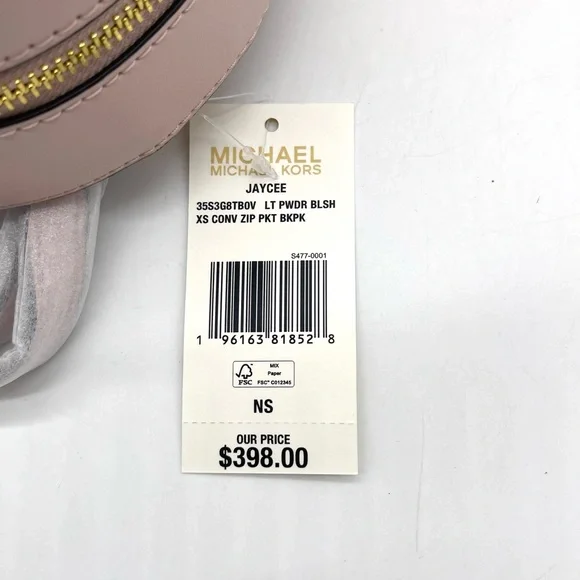 MICHAEL
MICHAEL KORS
JAYCEE
35S3G8TB0V LT PWDR BLSH
XS CONV ZIP PKT BKPK
S477-0001
1 96163 81852 8
FSC
MIX
Paper
FSC® C012345
NS
OUR PRICE
$398.00